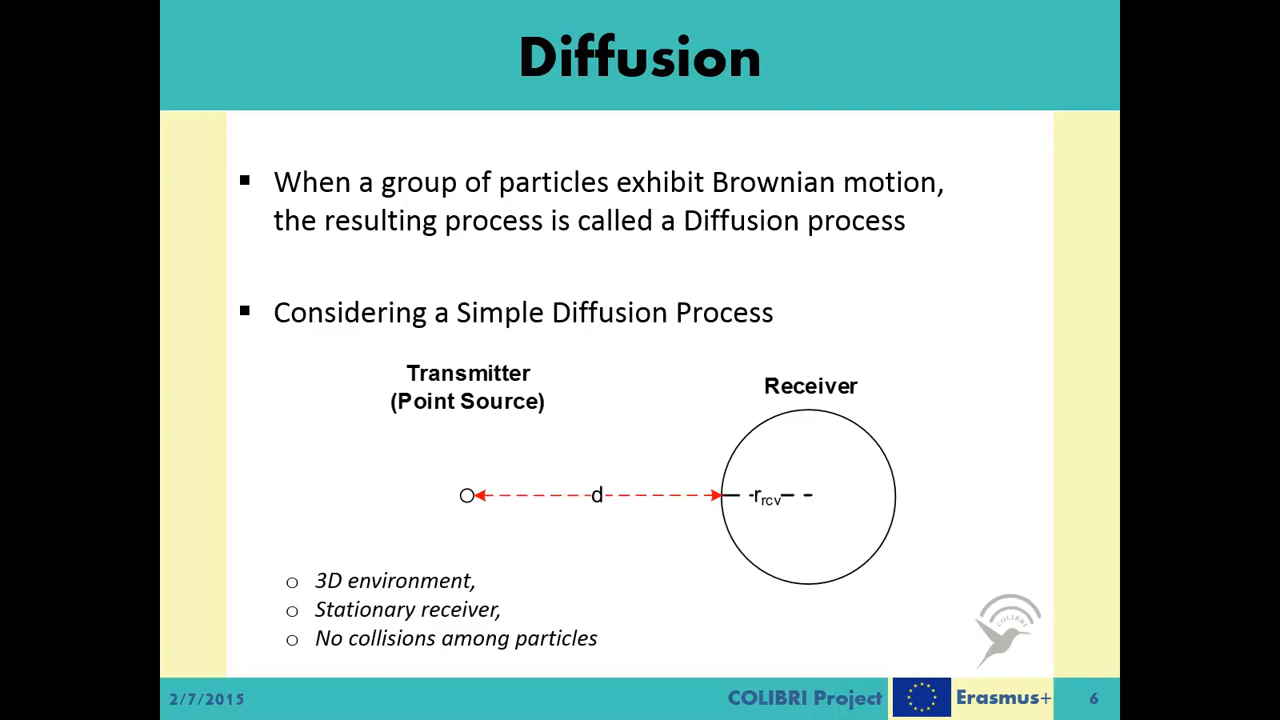 Diffusion
▪ When a group of particles exhibit Brownian motion,
the resulting process is called a Diffusion process
▪ Considering a Simple Diffusion Process
Transmitter
(Point Source)
Receiver
d
rrcv
o 3D environment,
o Stationary receiver,
o No collisions among particles
COLIBRI
2/7/2015
COLIBRI Project
Erasmus+
6